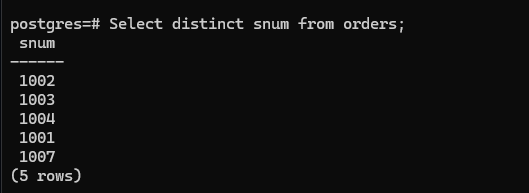 postgres=# Select distinct snum from orders;
 snum
------
 1002
 1003
 1004
 1001
 1007
(5 rows)